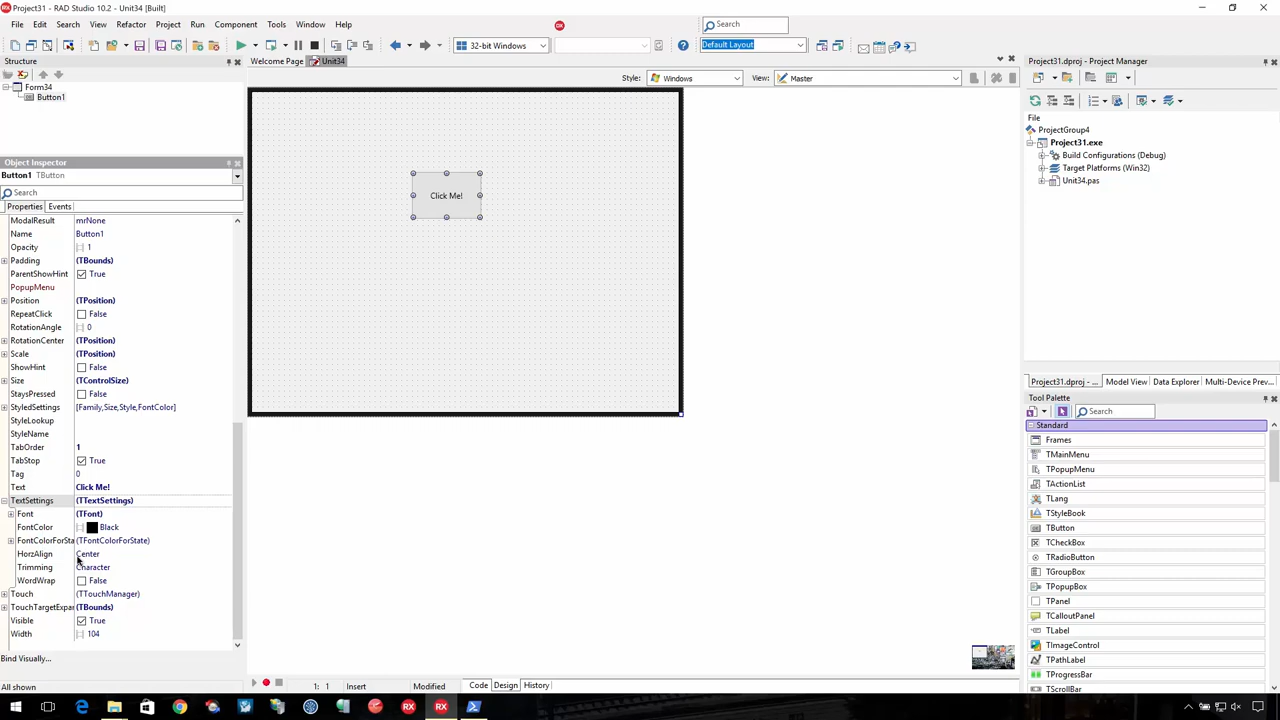 Project31 - RAD Studio 10.2 - Unit34 [Built]
File Edit Search View Refactor Project Run Component Tools Window Help
Search
32-bit Windows
Default Layout
Structure
Form34
Button1
Object Inspector
Button1 TButton
Search
Properties Events
ModalResult mrNone
Name Button1
Opacity 1
Padding (TBounds)
ParentShowHint True
PopupMenu
Position (TPosition)
RepeatClick False
RotationAngle 0
RotationCenter (TPosition)
Scale (TPosition)
ShowHint False
Size (TControlSize)
StaysPressed False
StyledSettings [Family,Size,Style,FontColor]
StyleLookup
StyleName
TabOrder 1
TabStop True
Tag 0
Text Click Me!
TextSettings (TTextSettings)
Font (TFont)
FontColor Black
FontColorForSta (TFontColorForState)
HorzAlign Center
Trimming Character
WordWrap False
Touch (TTouchManager)
TouchTargetExpar (TBounds)
Visible True
Width 104
Bind Visually...
All shown
Welcome Page Unit34
Style: Windows View: Master
Click Me!
1: 1 Insert Modified Code Design History
Project31.dproj - Project Manager
File
ProjectGroup4
Project31.exe
Build Configurations (Debug)
Target Platforms (Win32)
Unit34.pas
Project31.dproj - ... Model View Data Explorer Multi-Device Prev...
Tool Palette
Search
Standard
Frames
TMainMenu
TPopupMenu
TActionList
TLang
TStyleBook
TButton
TCheckBox
TRadioButton
TGroupBox
TPopupBox
TPanel
TCalloutPanel
TLabel
TImageControl
TPathLabel
TProgressBar
TScrollBar